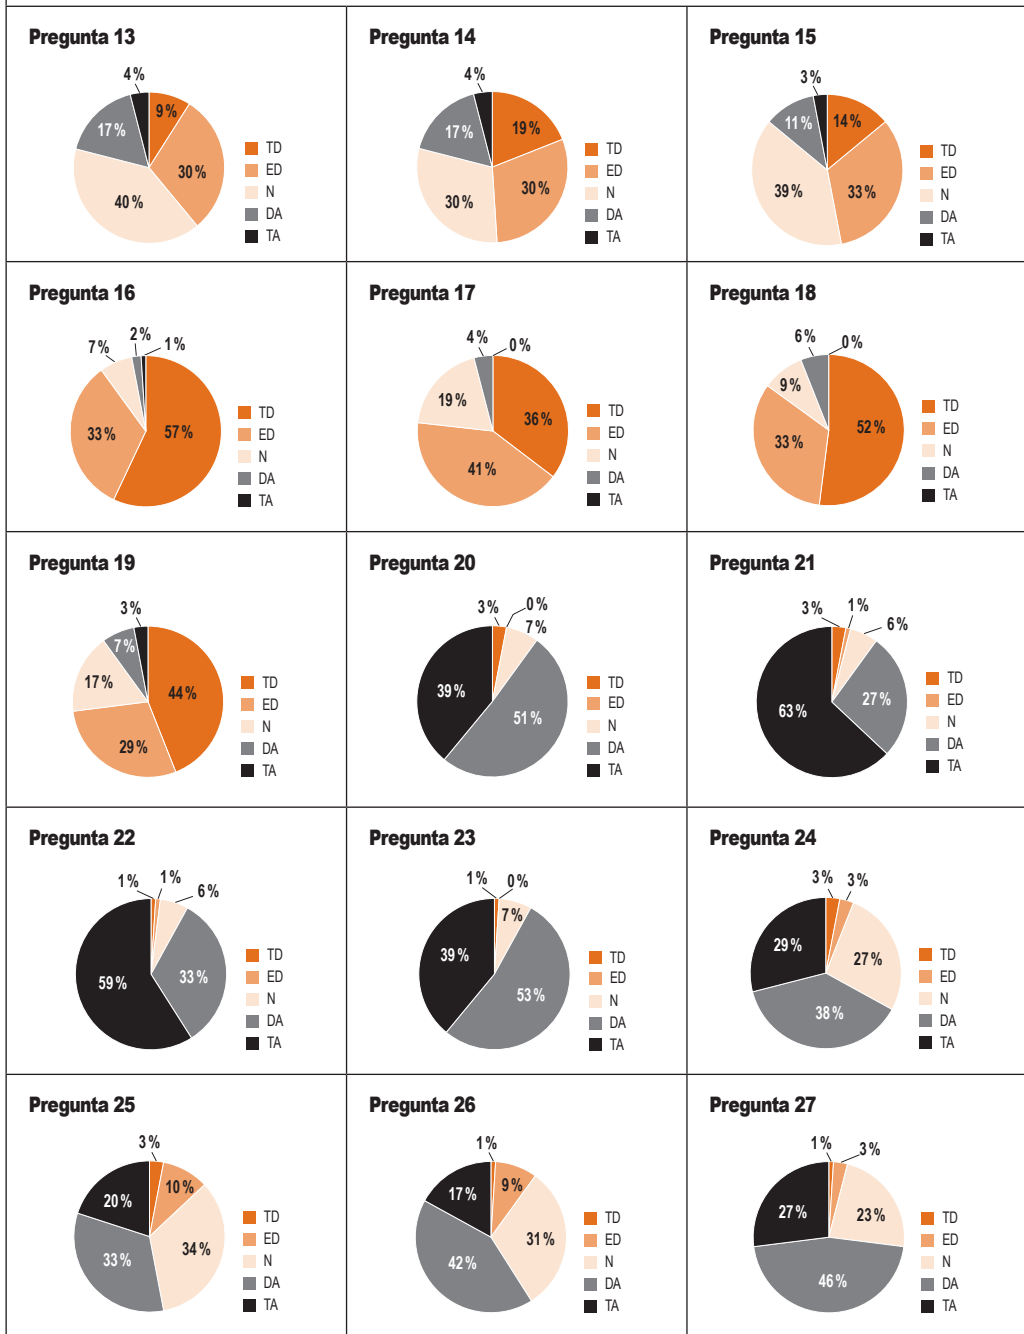 Pregunta 13
4 %
9 %
17 %
30 %
40 %
TD
ED
N
DA
TA
Pregunta 14
4 %
19 %
17 %
30 %
30 %
TD
ED
N
DA
TA
Pregunta 15
3 %
14 %
11 %
39 %
33 %
TD
ED
N
DA
TA
Pregunta 16
2 %
1 %
7 %
33 %
57 %
TD
ED
N
DA
TA
Pregunta 17
4 %
0 %
19 %
36 %
41 %
TD
ED
N
DA
TA
Pregunta 18
6 %
0 %
9 %
33 %
52 %
TD
ED
N
DA
TA
Pregunta 19
3 %
7 %
17 %
44 %
29 %
TD
ED
N
DA
TA
Pregunta 20
3 %
0 %
7 %
39 %
51 %
TD
ED
N
DA
TA
Pregunta 21
3 %
1 %
6 %
27 %
63 %
TD
ED
N
DA
TA
Pregunta 22
1 %
1 %
6 %
59 %
33 %
TD
ED
N
DA
TA
Pregunta 23
1 %
0 %
7 %
39 %
53 %
TD
ED
N
DA
TA
Pregunta 24
3 %
3 %
29 %
27 %
38 %
TD
ED
N
DA
TA
Pregunta 25
3 %
10 %
20 %
34 %
33 %
TD
ED
N
DA
TA
Pregunta 26
1 %
9 %
17 %
31 %
42 %
TD
ED
N
DA
TA
Pregunta 27
1 %
3 %
27 %
23 %
46 %
TD
ED
N
DA
TA